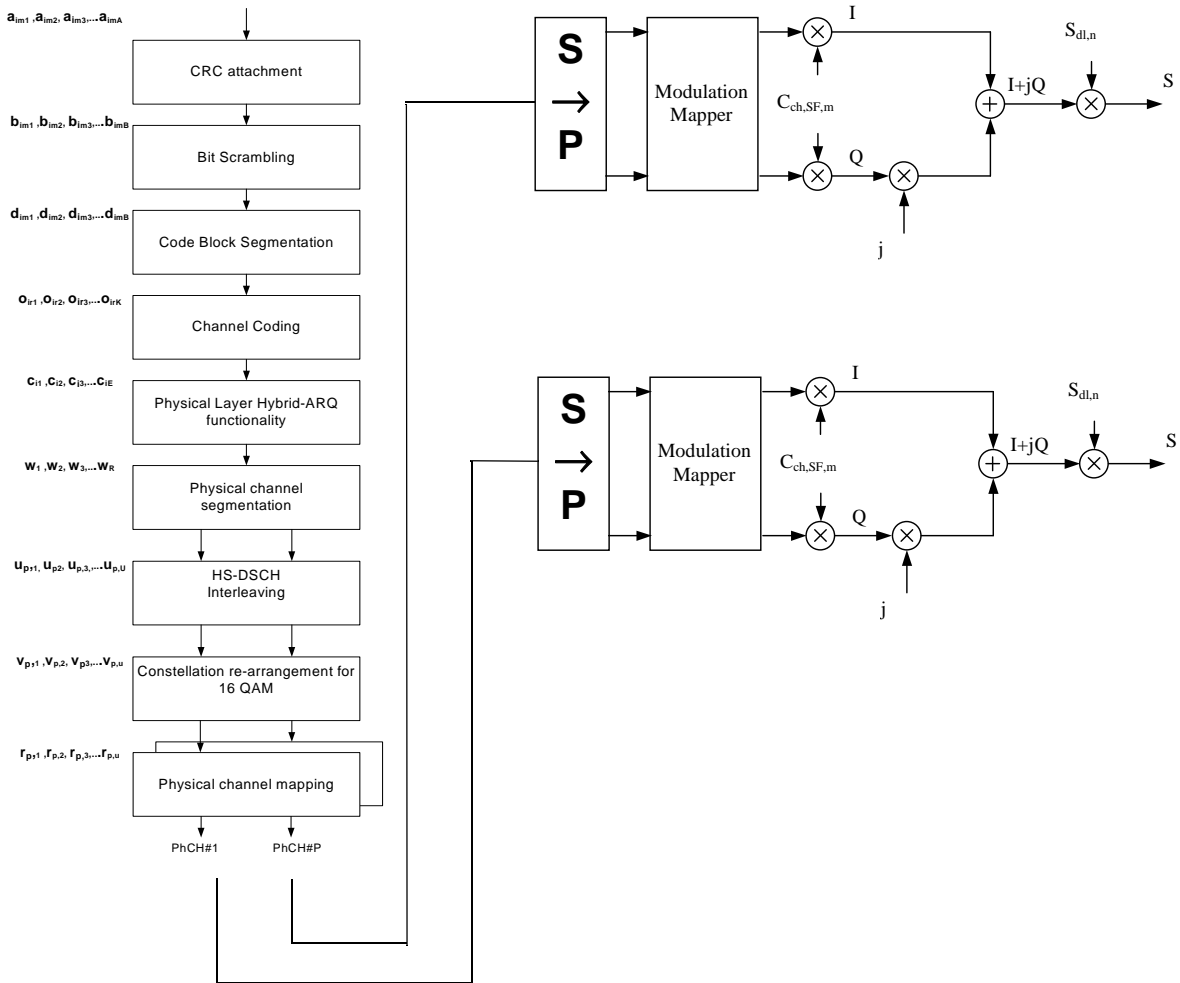 a_im1 ,a_im2, a_im3,...a_imA
CRC attachment
b_im1 ,b_im2, b_im3,...b_imB
Bit Scrambling
d_im1 ,d_im2, d_im3,...d_imB
Code Block Segmentation
o_ir1 ,o_ir2, o_ir3,...o_irK
Channel Coding
c_i1 ,c_i2, c_i3,...c_iE
Physical Layer Hybrid-ARQ
functionality
w_1 ,w_2, w_3,...w_R
Physical channel
segmentation
u_p,1, u_p2, u_p,3,...u_p,U
HS-DSCH
Interleaving
v_p,1 ,v_p,2, v_p3,...v_p,u
Constellation re-arrangement for
16 QAM
r_p,1 ,r_p,2, r_p,3,...r_p,u
Physical channel mapping
PhCH#1
PhCH#P
S
→
P
Modulation
Mapper
I
C_ch,SF,m
Q
j
I+jQ
S_dl,n
S
S
→
P
Modulation
Mapper
I
C_ch,SF,m
Q
j
I+jQ
S_dl,n
S